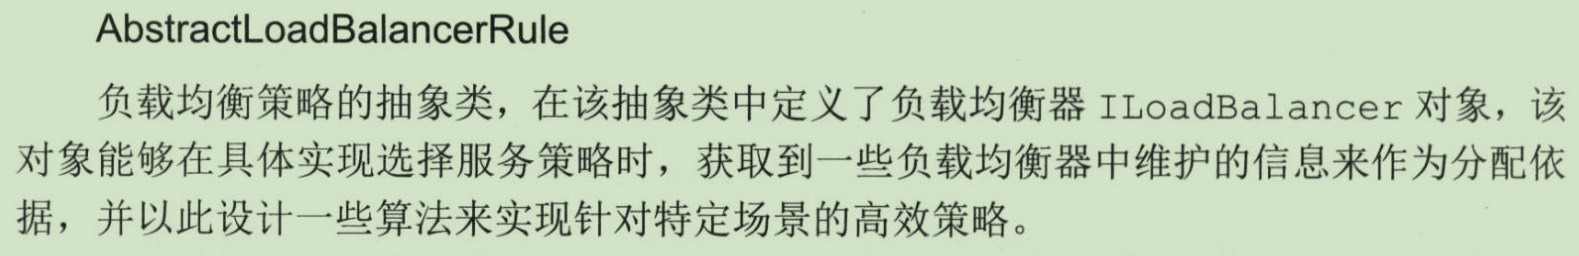 AbstractLoadBalancerRule
负载均衡策略的抽象类，在该抽象类中定义了负载均衡器 ILoadBalancer 对象，该
对象能够在具体实现选择服务策略时，获取到一些负载均衡器中维护的信息来作为分配依
据，并以此设计一些算法来实现针对特定场景的高效策略。